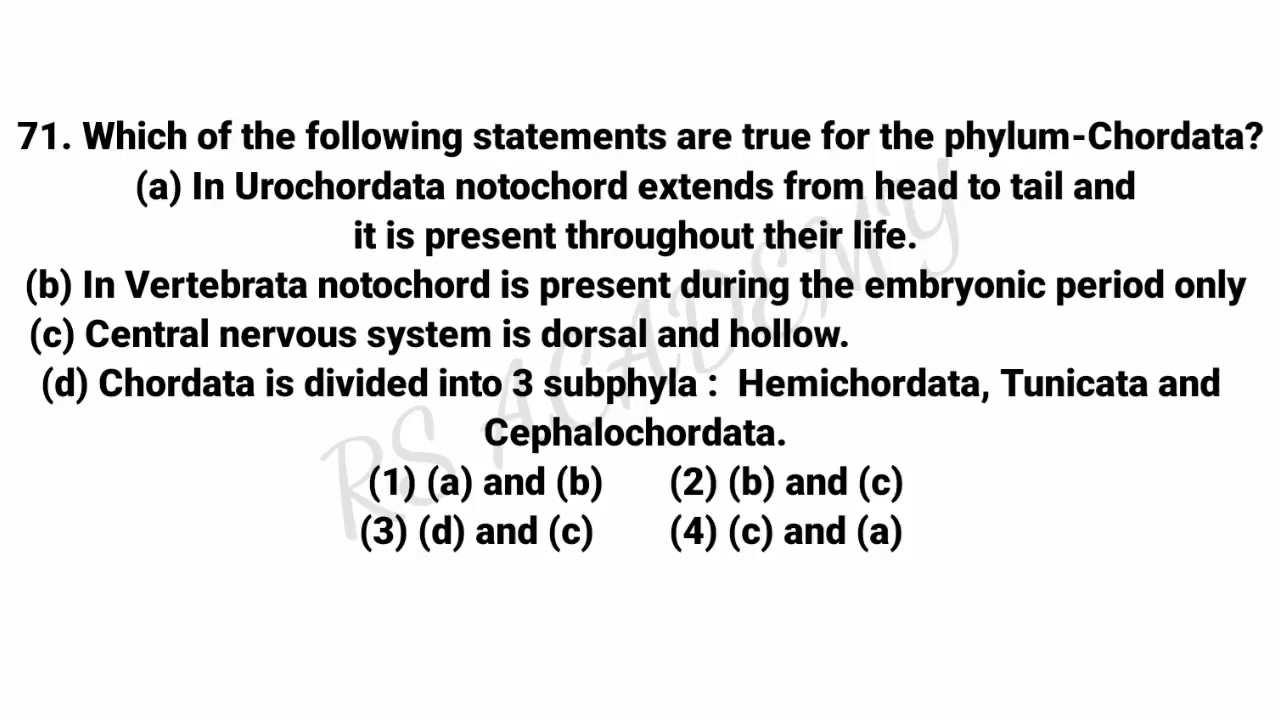 71. Which of the following statements are true for the phylum-Chordata?
(a) In Urochordata notochord extends from head to tail and
it is present throughout their life.
(b) In Vertebrata notochord is present during the embryonic period only
(c) Central nervous system is dorsal and hollow.
(d) Chordata is divided into 3 subphyla : Hemichordata, Tunicata and
Cephalochordata.
(1) (a) and (b) (2) (b) and (c)
(3) (d) and (c) (4) (c) and (a)
RS ACADEMY